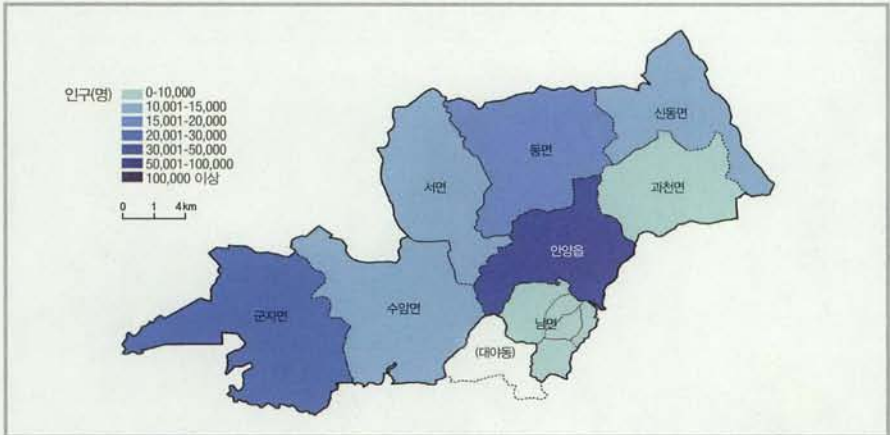 인구(명)
0-10,000
10,001-15,000
15,001-20,000
20,001-30,000
30,001-50,000
50,001-100,000
100,000 이상
0 1 4km
신동면
동면
서면
과천면
안양읍
군자면
수암면
남면
(대야동)